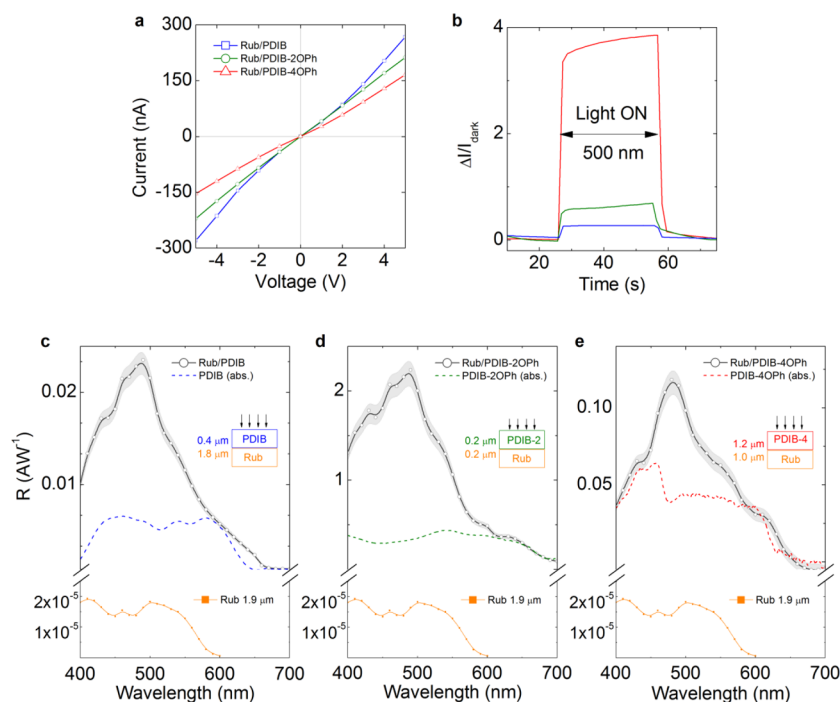 a
Rub/PDIB
Rub/PDIB-2OPh
Rub/PDIB-4OPh
300
150
0
-150
-300
Current (nA)
-4 -2 0 2 4
Voltage (V)
b
4
2
0
ΔI/Idark
Light ON
500 nm
20 40 60
Time (s)
c
Rub/PDIB
PDIB (abs.)
0.02
0.01
R (AW⁻¹)
0.4 μm PDIB
1.8 μm Rub
2x10⁻⁵
1x10⁻⁵
Rub 1.9 μm
400 500 600 700
Wavelength (nm)
d
Rub/PDIB-2OPh
PDIB-2OPh (abs.)
2
1
0.2 μm PDIB-2
0.2 μm Rub
2x10⁻⁵
1x10⁻⁵
Rub 1.9 μm
400 500 600 700
Wavelength (nm)
e
Rub/PDIB-4OPh
PDIB-4OPh (abs.)
0.10
0.05
1.2 μm PDIB-4
1.0 μm Rub
2x10⁻⁵
1x10⁻⁵
Rub 1.9 μm
400 500 600 700
Wavelength (nm)